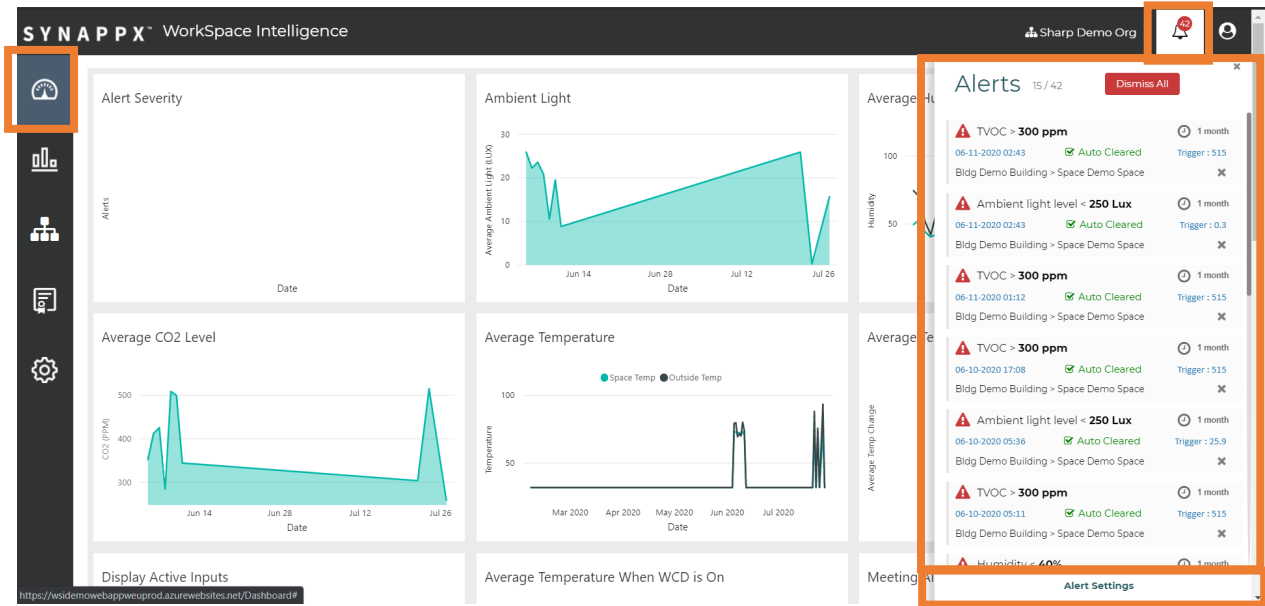 SYNAPPX™ WorkSpace Intelligence
Sharp Demo Org
42
Alert Severity
Alerts
Date
Ambient Light
Average Ambient Light (LUX)
30
20
10
0
Jun 14 Jun 28 Jul 12 Jul 26
Date
Average Hu
Humidity
100
50
Average CO2 Level
CO2 (PPM)
500
400
300
Jun 14 Jun 28 Jul 12 Jul 26
Date
Average Temperature
Space Temp Outside Temp
Temperature
100
50
Mar 2020 Apr 2020 May 2020 Jun 2020 Jul 2020
Date
Average Te
Average Temp Change
Display Active Inputs
Average Temperature When WCD is On
Meeting Al
https://wsidemowebappweuprod.azurewebsites.net/Dashboard#
Alerts 15 / 42 Dismiss All
TVOC > 300 ppm 1 month
06-11-2020 02:43 Auto Cleared Trigger : 515
Bldg Demo Building > Space Demo Space
Ambient light level < 250 Lux 1 month
06-11-2020 02:43 Auto Cleared Trigger : 0.3
Bldg Demo Building > Space Demo Space
TVOC > 300 ppm 1 month
06-11-2020 01:12 Auto Cleared Trigger : 515
Bldg Demo Building > Space Demo Space
TVOC > 300 ppm 1 month
06-10-2020 17:08 Auto Cleared Trigger : 515
Bldg Demo Building > Space Demo Space
Ambient light level < 250 Lux 1 month
06-10-2020 05:36 Auto Cleared Trigger : 25.9
Bldg Demo Building > Space Demo Space
TVOC > 300 ppm 1 month
06-10-2020 05:11 Auto Cleared Trigger : 515
Bldg Demo Building > Space Demo Space
Humidity < 40% 1 month
Alert Settings